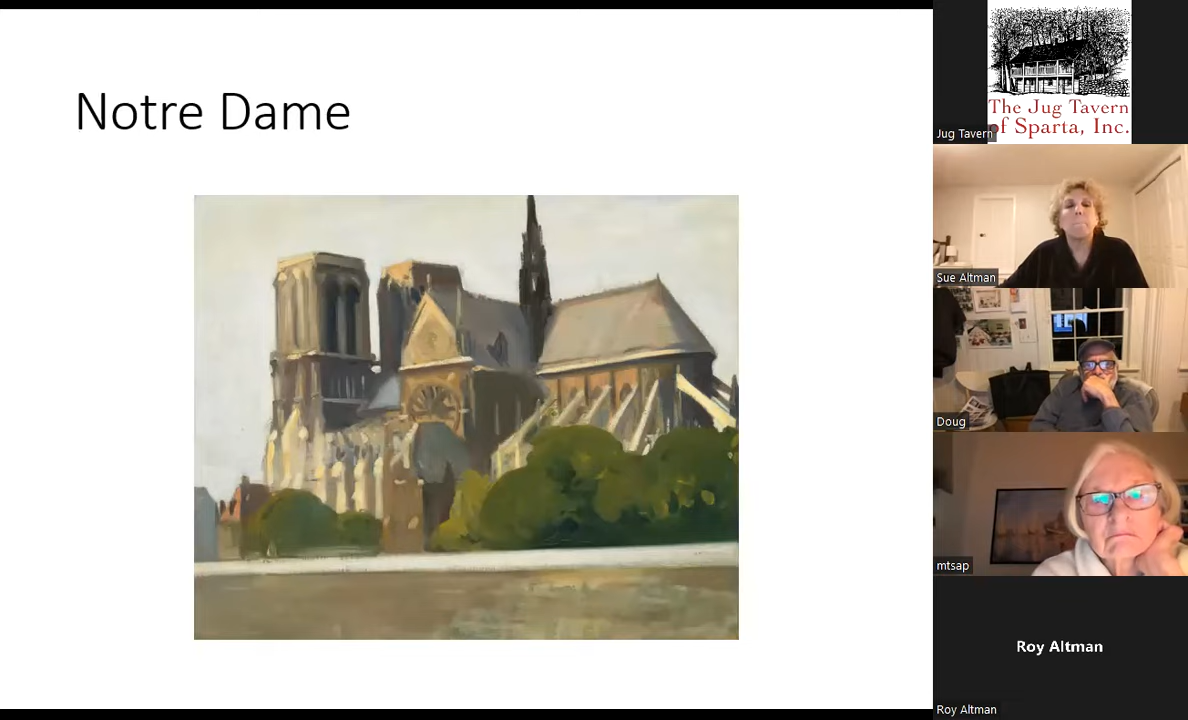 Notre Dame
The Jug Tavern
of Sparta, Inc.
Jug Tavern
Sue Altman
Doug
mtsap
Roy Altman
Roy Altman